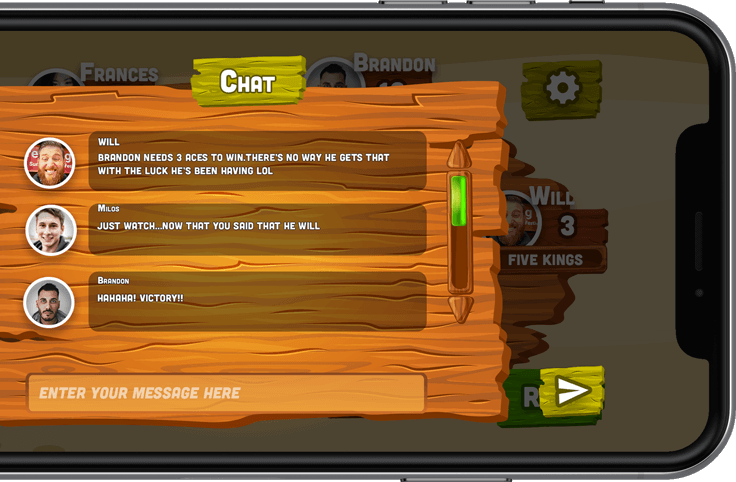 FRANCES
BRANDON
CHAT
WILL
BRANDON NEEDS 3 ACES TO WIN.THERE'S NO WAY HE GETS THAT
WITH THE LUCK HE'S BEEN HAVING LOL
MILOS
JUST WATCH...NOW THAT YOU SAID THAT HE WILL
BRANDON
HAHAHA! VICTORY!!
WILL
3
FIVE KINGS
ENTER YOUR MESSAGE HERE